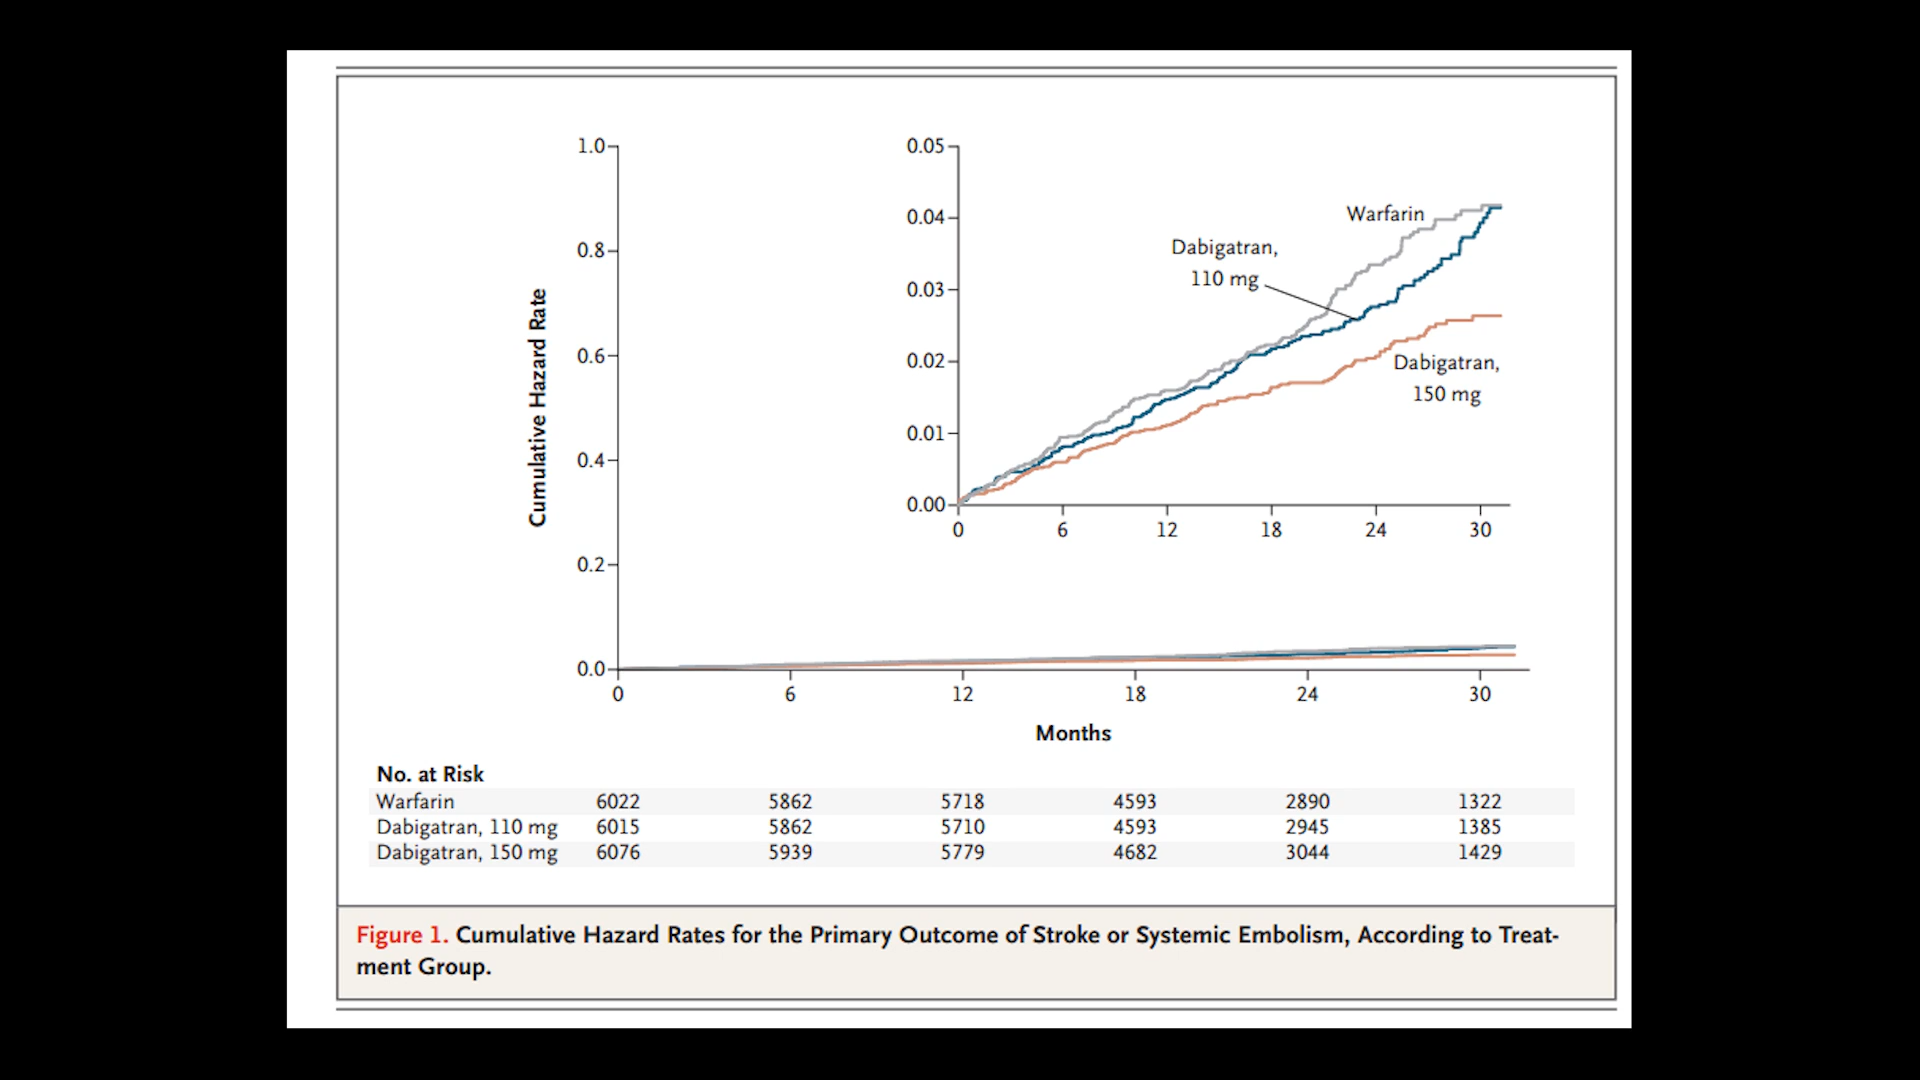 1.0
0.8
0.6
0.4
0.2
0.0
Cumulative Hazard Rate
0 6 12 18 24 30
Months
0.05
0.04
0.03
0.02
0.01
0.00
0 6 12 18 24 30
Warfarin
Dabigatran,
110 mg
Dabigatran,
150 mg
No. at Risk
Warfarin 6022 5862 5718 4593 2890 1322
Dabigatran, 110 mg 6015 5862 5710 4593 2945 1385
Dabigatran, 150 mg 6076 5939 5779 4682 3044 1429
Figure 1. Cumulative Hazard Rates for the Primary Outcome of Stroke or Systemic Embolism, According to Treat-
ment Group.